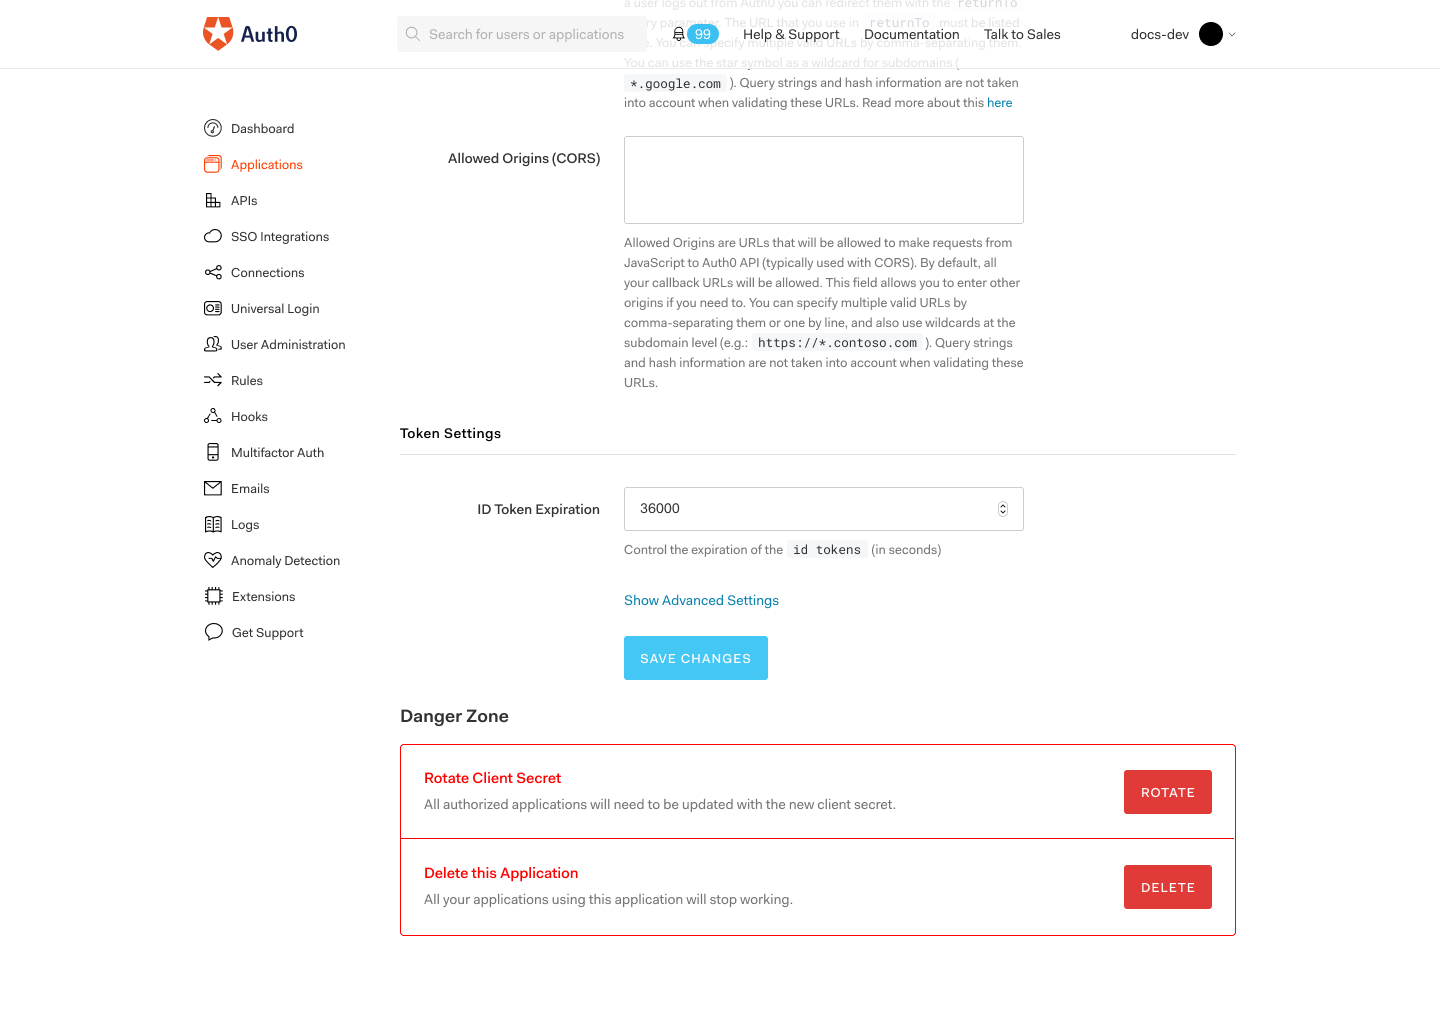 a user logs out from Auth0 you can redirect them with the returnTo
Auth0
Search for users or applications
99
Help & Support
Documentation
Talk to Sales
docs-dev
parameter. The URL that you use in returnTo must be listed
You can specify multiple valid URLs by comma-separating them.
You can use the star symbol as a wildcard for subdomains (
*.google.com ). Query strings and hash information are not taken
into account when validating these URLs. Read more about this here
Dashboard
Applications
APIs
SSO Integrations
Connections
Universal Login
User Administration
Rules
Hooks
Multifactor Auth
Emails
Logs
Anomaly Detection
Extensions
Get Support
Allowed Origins (CORS)
Allowed Origins are URLs that will be allowed to make requests from
JavaScript to Auth0 API (typically used with CORS). By default, all
your callback URLs will be allowed. This field allows you to enter other
origins if you need to. You can specify multiple valid URLs by
comma-separating them or one by line, and also use wildcards at the
subdomain level (e.g.: https://*.contoso.com ). Query strings
and hash information are not taken into account when validating these
URLs.
Token Settings
ID Token Expiration
36000
Control the expiration of the id tokens (in seconds)
Show Advanced Settings
SAVE CHANGES
Danger Zone
Rotate Client Secret
All authorized applications will need to be updated with the new client secret.
ROTATE
Delete this Application
All your applications using this application will stop working.
DELETE